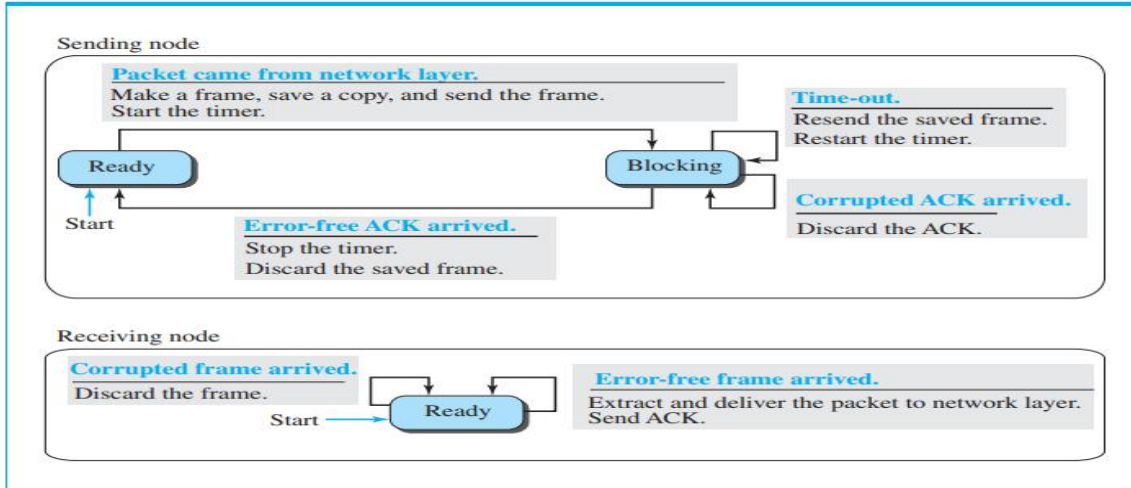 Sending node
Packet came from network layer.
Make a frame, save a copy, and send the frame.
Start the timer.
Time-out.
Resend the saved frame.
Restart the timer.
Ready
Blocking
Start
Error-free ACK arrived.
Stop the timer.
Discard the saved frame.
Corrupted ACK arrived.
Discard the ACK.
Receiving node
Corrupted frame arrived.
Discard the frame.
Start
Ready
Error-free frame arrived.
Extract and deliver the packet to network layer.
Send ACK.